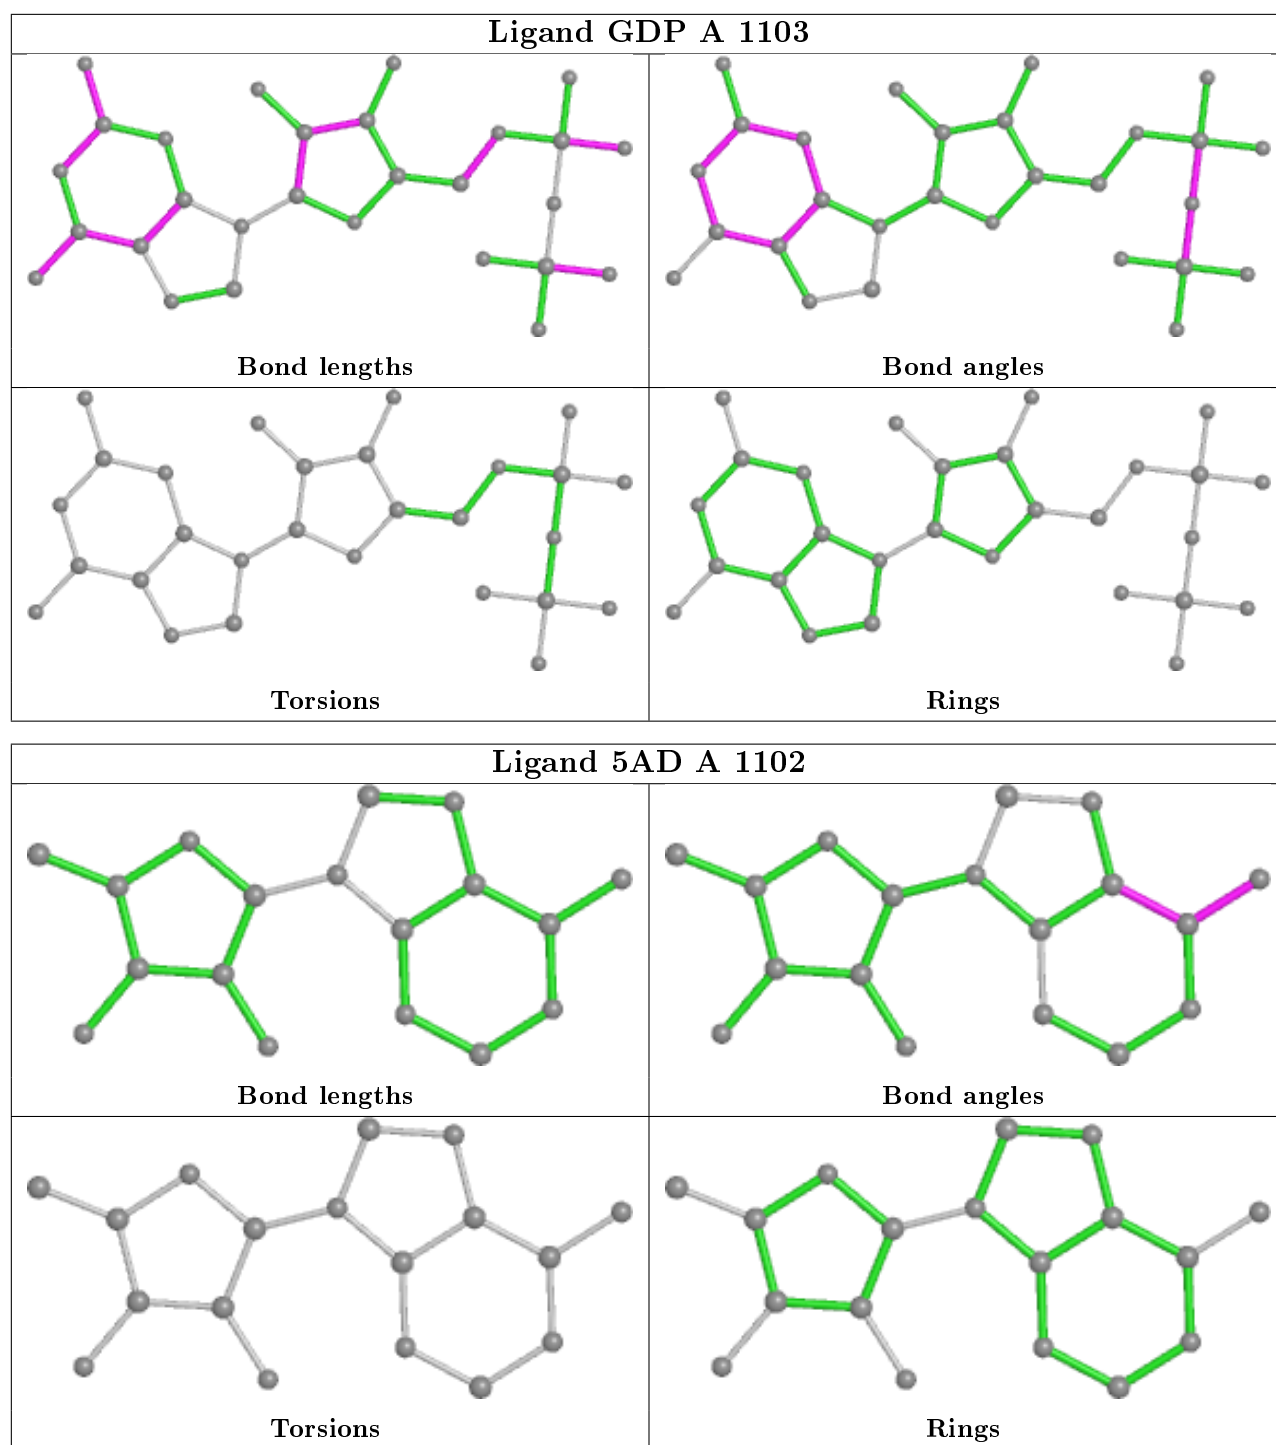 Ligand GDP A 1103
Bond lengths
Bond angles
Torsions
Rings
Ligand 5AD A 1102
Bond lengths
Bond angles
Torsions
Rings